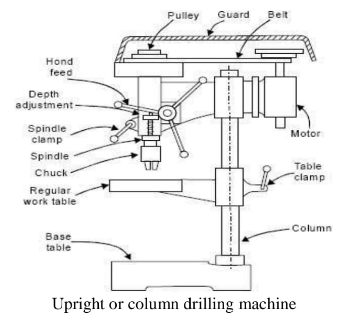 Pulley
Guard
Belt
Hond
feed
Depth
adjustment
Spindle
clamp
Spindle
Chuck
Regular
work table
Motor
Table
clamp
Column
Base
table
Upright or column drilling machine